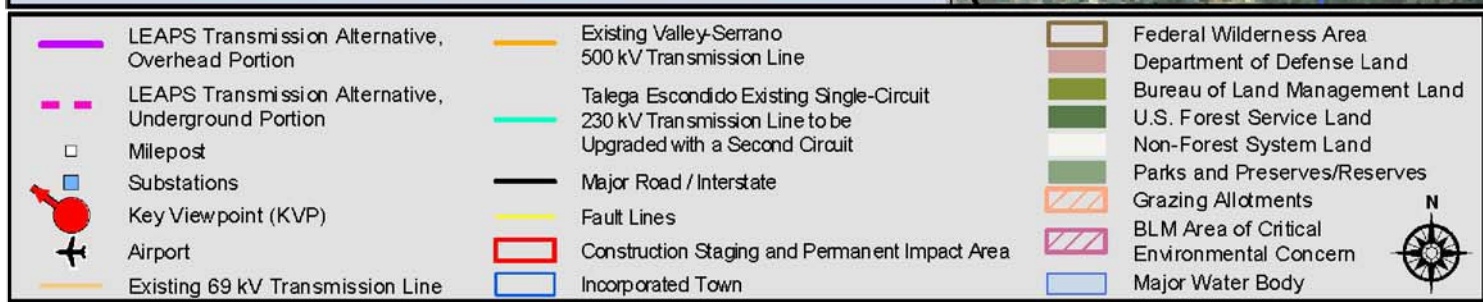 LEAPS Transmission Alternative,
Overhead Portion
LEAPS Transmission Alternative,
Underground Portion
Milepost
Substations
Key Viewpoint (KVP)
Airport
Existing 69 kV Transmission Line
Existing Valley-Serrano
500 kV Transmission Line
Talega Escondido Existing Single-Circuit
230 kV Transmission Line to be
Upgraded with a Second Circuit
Major Road / Interstate
Fault Lines
Construction Staging and Permanent Impact Area
Incorporated Town
Federal Wilderness Area
Department of Defense Land
Bureau of Land Management Land
U.S. Forest Service Land
Non-Forest System Land
Parks and Preserves/Reserves
Grazing Allotments
BLM Area of Critical
Environmental Concern
Major Water Body
N